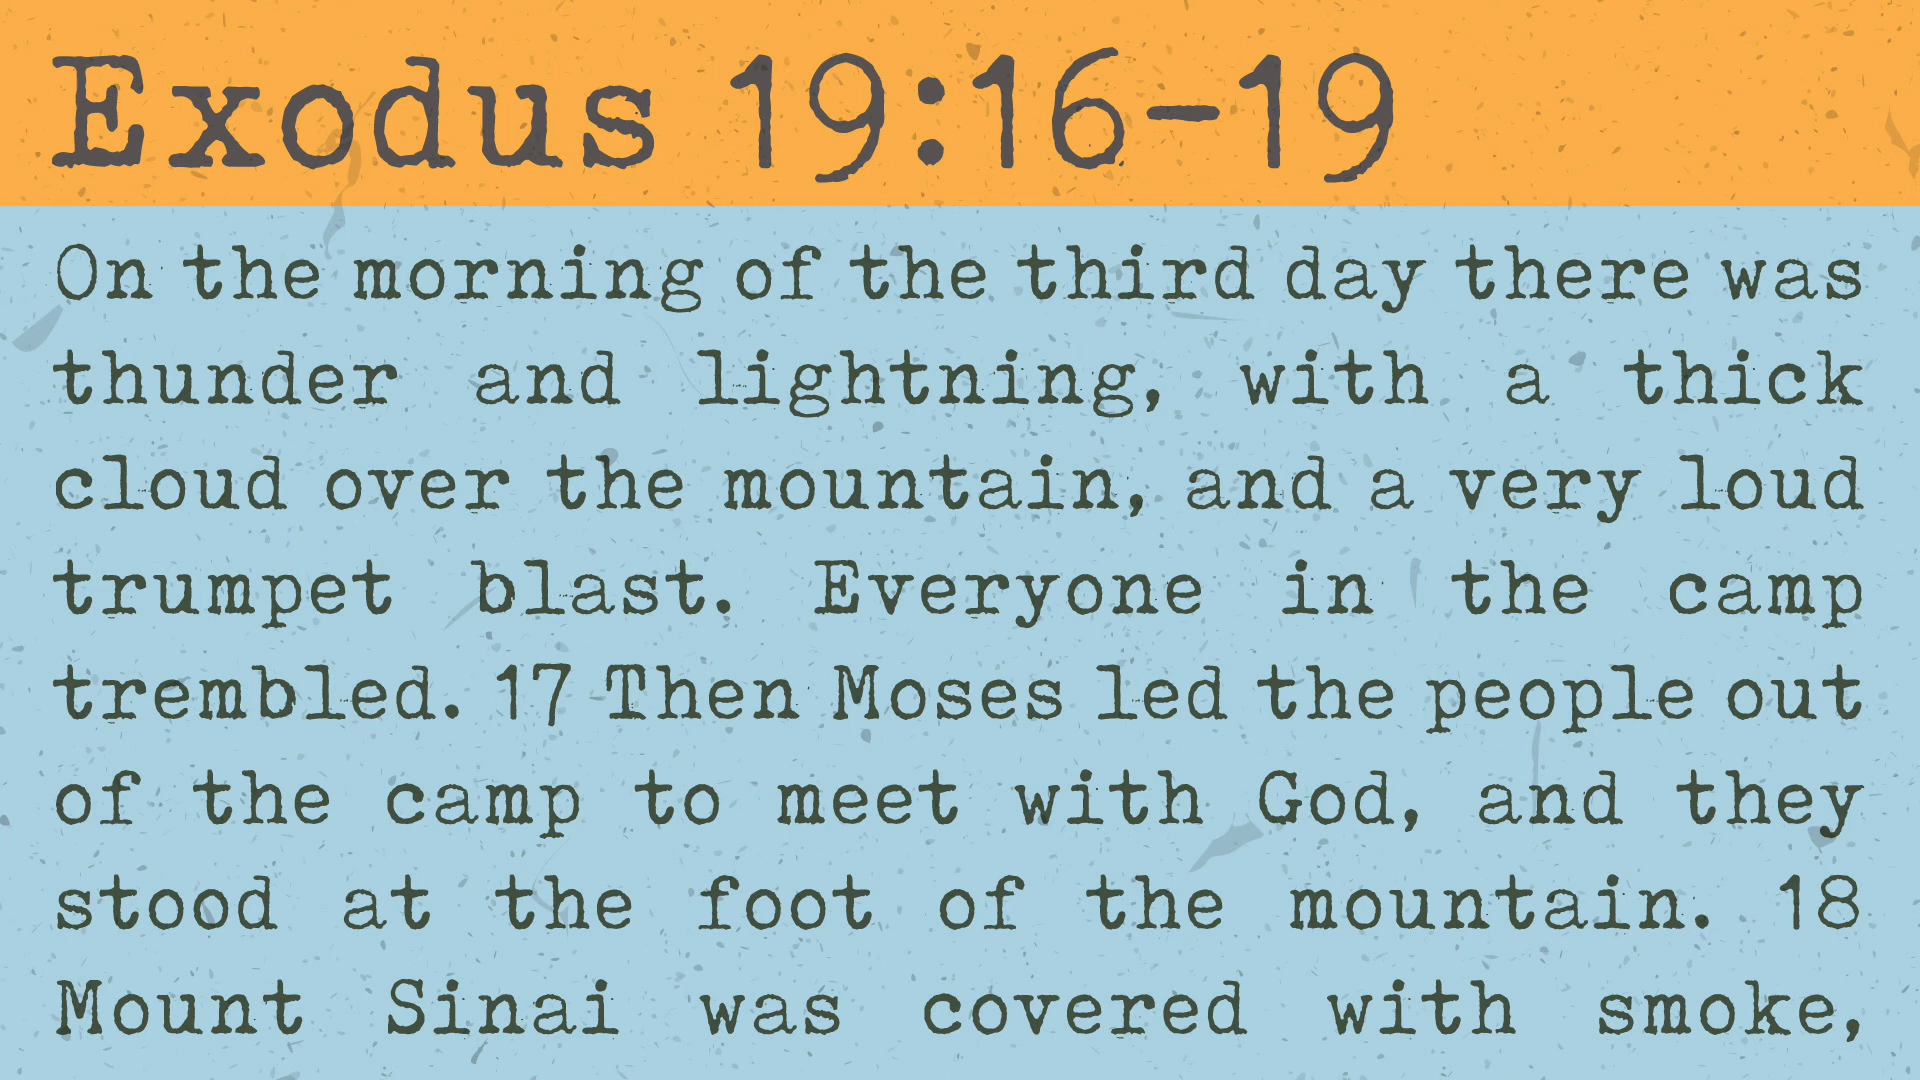 Exodus 19:16-19
On the morning of the third day there was
thunder and lightning, with a thick
cloud over the mountain, and a very loud
trumpet blast. Everyone in the camp
trembled. 17 Then Moses led the people out
of the camp to meet with God, and they
stood at the foot of the mountain. 18
Mount Sinai was covered with smoke,